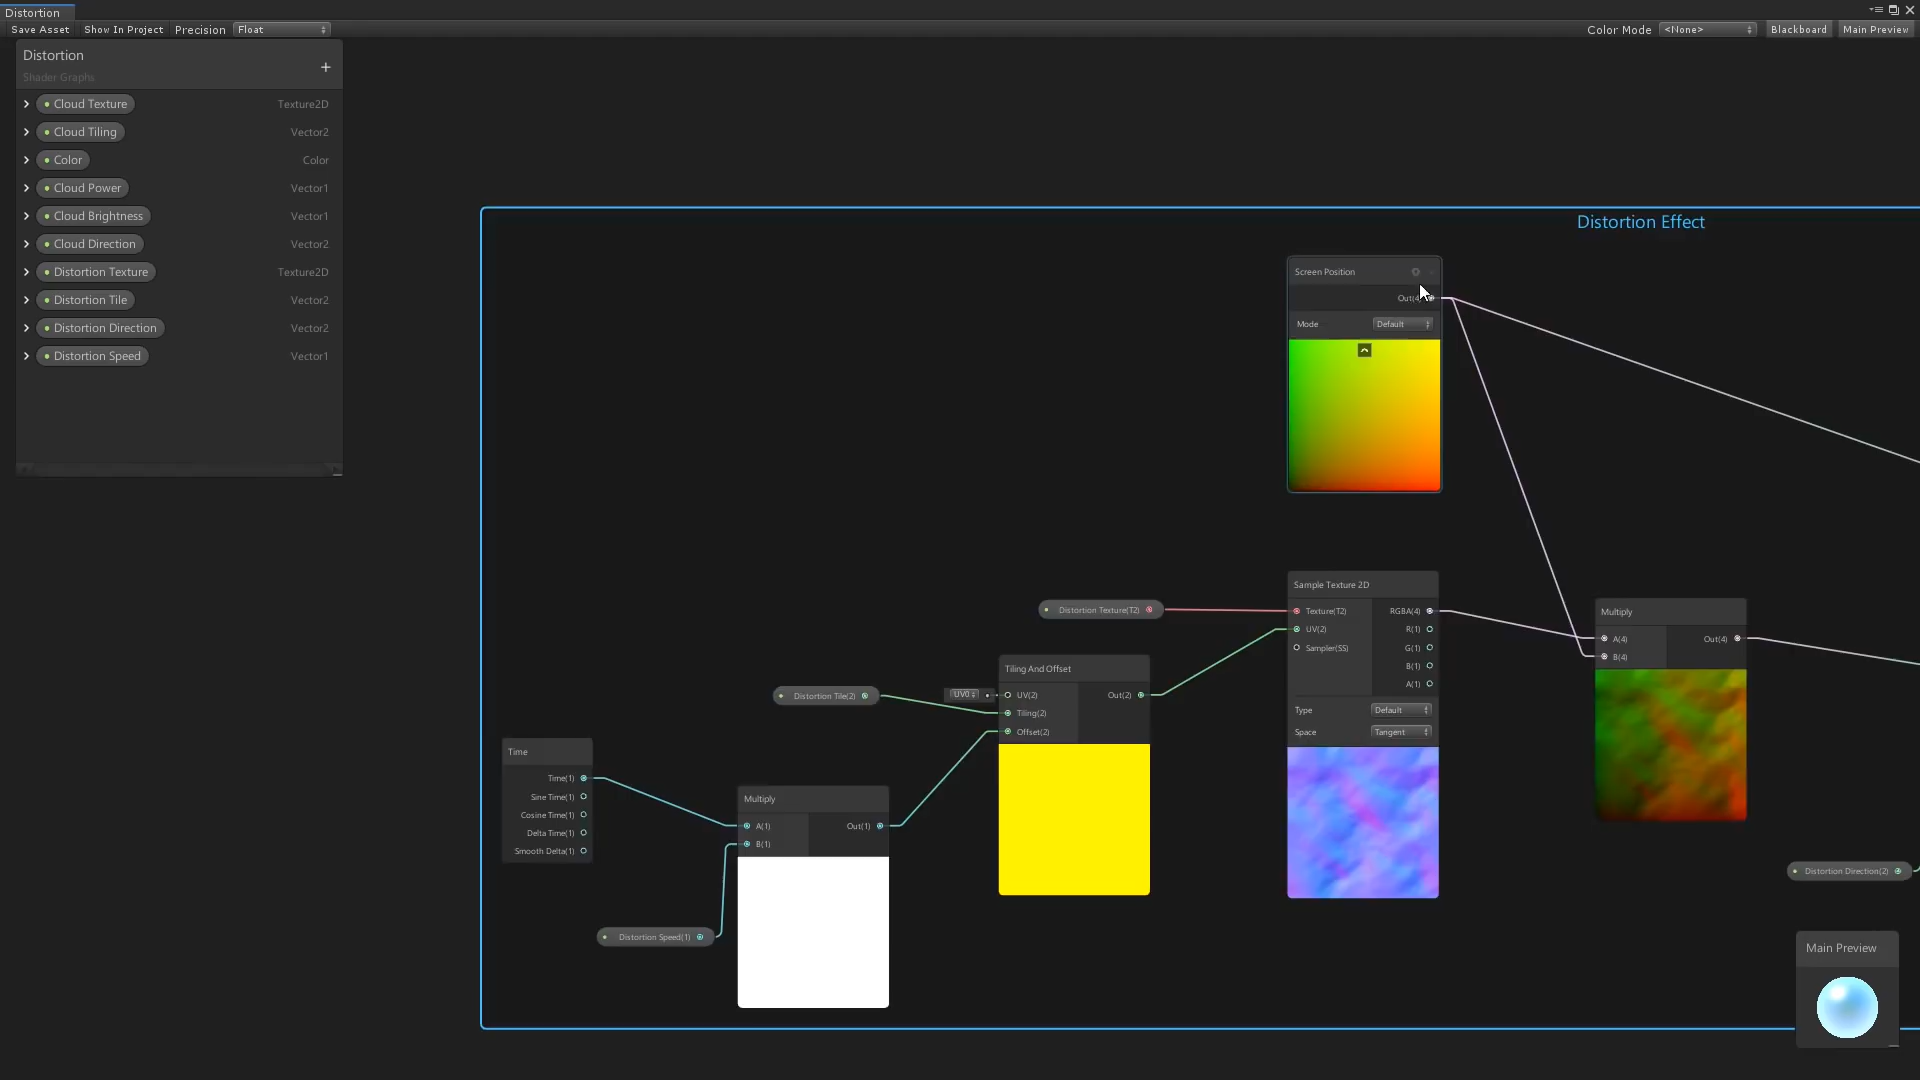 Distortion
Save Asset Show In Project Precision Float Color Mode <None> Blackboard Main Preview
Distortion
Shader Graphs
Cloud Texture Texture2D
Cloud Tiling Vector2
Color Color
Cloud Power Vector1
Cloud Brightness Vector1
Cloud Direction Vector2
Distortion Texture Texture2D
Distortion Tile Vector2
Distortion Direction Vector2
Distortion Speed Vector1
Distortion Effect
Screen Position
Mode Default
Distortion Texture(T2)
Sample Texture 2D
Texture(T2) RGBA(4)
UV(2) R(1)
Sampler(SS) G(1)
B(1)
A(1)
Type Default
Space Tangent
Multiply
A(4) Out(4)
B(4)
Tiling And Offset
UV0 UV(2) Out(2)
Tiling(2)
Offset(2)
Distortion Tile(2)
Time
Time(1)
Sine Time(1)
Cosine Time(1)
Delta Time(1)
Smooth Delta(1)
Multiply
A(1) Out(1)
B(1)
Distortion Speed(1)
Distortion Direction(2)
Main Preview